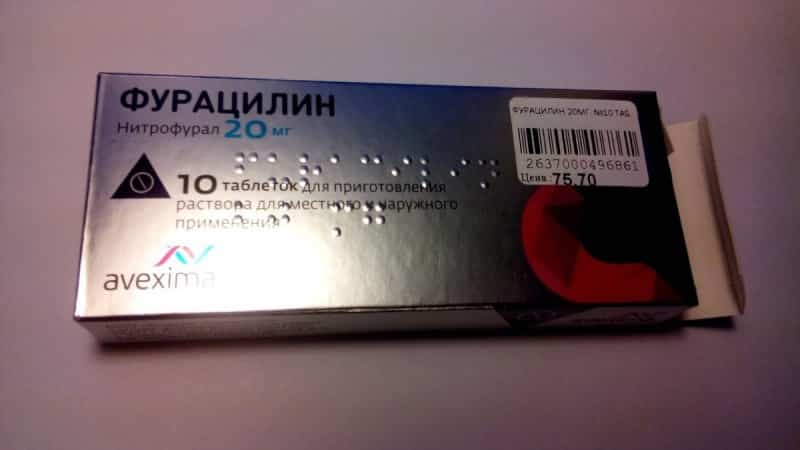 ФУРАЦИЛИН
Нитрофурал 20 мг
10 таблеток для приготовления
раствора для местного и наружного
применения
avexima
ФУРАЦИЛИН 20МГ. №10 ТАБ.
2637000496861
Цена: 75,70